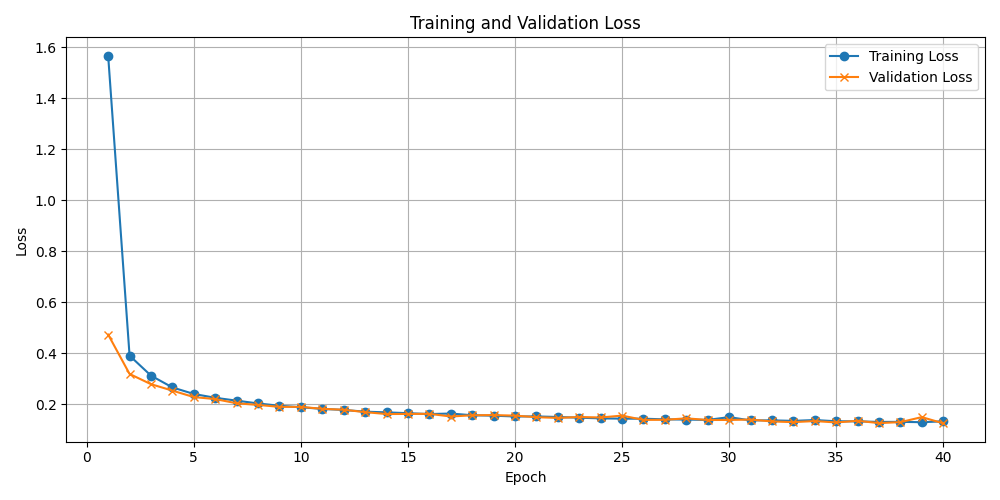 Training and Validation Loss
Training Loss
Validation Loss
1.6
1.4
1.2
1.0
0.8
0.6
0.4
0.2
Loss
0 5 10 15 20 25 30 35 40
Epoch